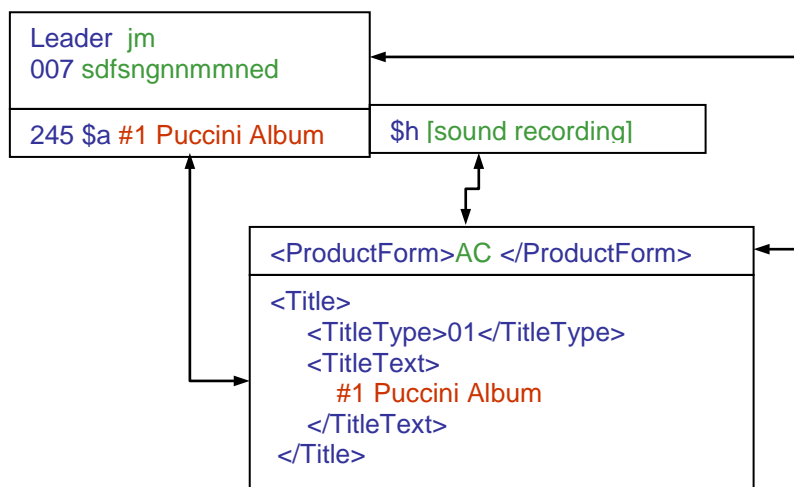 Leader jm
007 sdfsngnnmmned
245 $a #1 Puccini Album
$h [sound recording]
<ProductForm>AC </ProductForm>
<Title>
<TitleType>01</TitleType>
<TitleText>
#1 Puccini Album
</TitleText>
</Title>